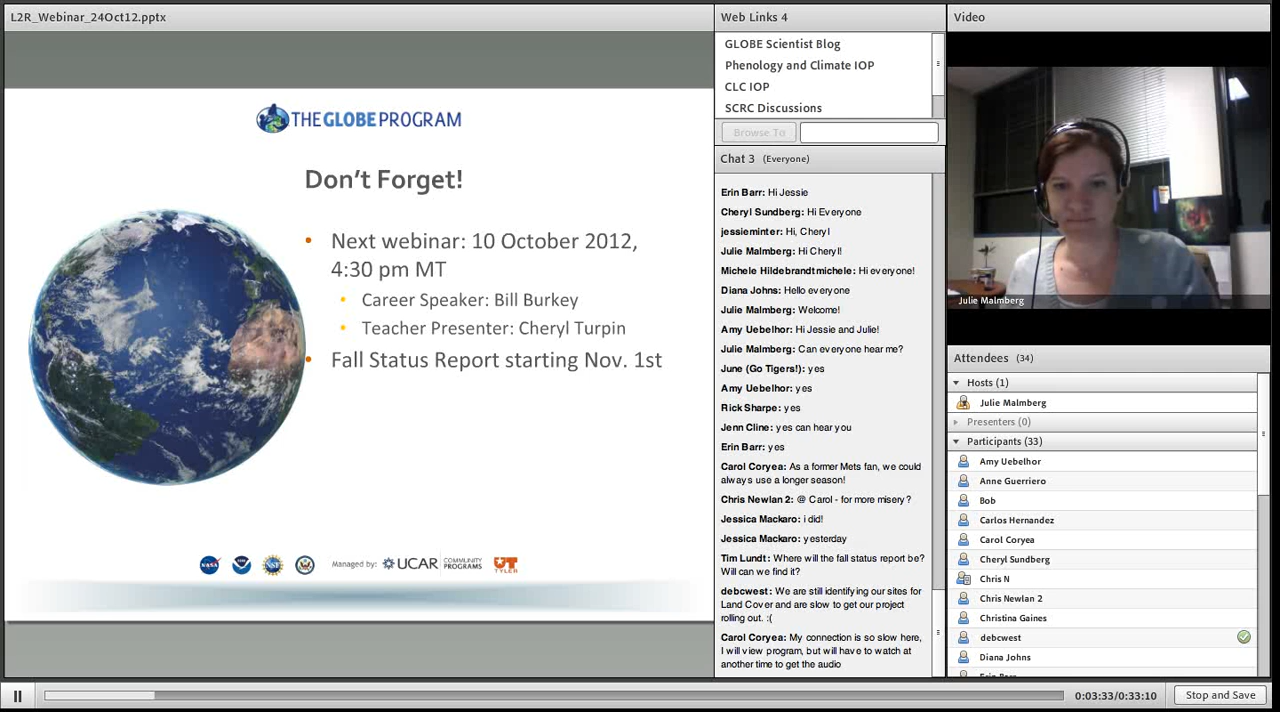 L2R_Webinar_24Oct12.pptx
THE GLOBE PROGRAM
Don't Forget!
• Next webinar: 10 October 2012,
4:30 pm MT
• Career Speaker: Bill Burkey
• Teacher Presenter: Cheryl Turpin
• Fall Status Report starting Nov. 1st
NASA
NSF
Managed by:
UCAR
COMMUNITY
PROGRAMS
UT
TYLER
Web Links 4
GLOBE Scientist Blog
Phenology and Climate IOP
CLC IOP
SCRC Discussions
Browse To
Chat 3 (Everyone)
Erin Barr: Hi Jessie
Cheryl Sundberg: Hi Everyone
jessieminter: Hi, Cheryl
Julie Malmberg: Hi Cheryl!
Michele Hildebrandtmichele: Hi everyone!
Diana Johns: Hello everyone
Julie Malmberg: Welcome!
Amy Uebelhor: Hi Jessie and Julie!
Julie Malmberg: Can everyone hear me?
June (Go Tigers!): yes
Amy Uebelhor: yes
Rick Sharpe: yes
Jenn Cline: yes can hear you
Erin Barr: yes
Carol Coryea: As a former Mets fan, we could
always use a longer season!
Chris Newlan 2: @ Carol - for more misery?
Jessica Mackaro: i did!
Jessica Mackaro: yesterday
Tim Lundt: Where will the fall status report be?
Will can we find it?
debcwest: We are still identifying our sites for
Land Cover and are slow to get our project
rolling out. :(
Carol Coryea: My connection is so slow here,
I will view program, but will have to watch at
another time to get the audio
Video
Julie Malmberg
Attendees (34)
Hosts (1)
Julie Malmberg
Presenters (0)
Participants (33)
Amy Uebelhor
Anne Guerriero
Bob
Carlos Hernandez
Carol Coryea
Cheryl Sundberg
Chris N
Chris Newlan 2
Christina Gaines
debcwest
Diana Johns
Erin Barr
0:03:33/0:33:10
Stop and Save